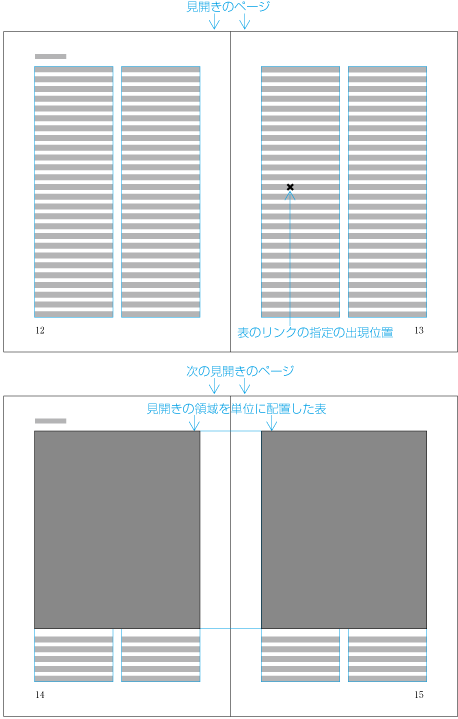 見開きのページ
表のリンクの指定の出現位置
12
13
次の見開きのページ
見開きの領域を単位に配置した表
14
15